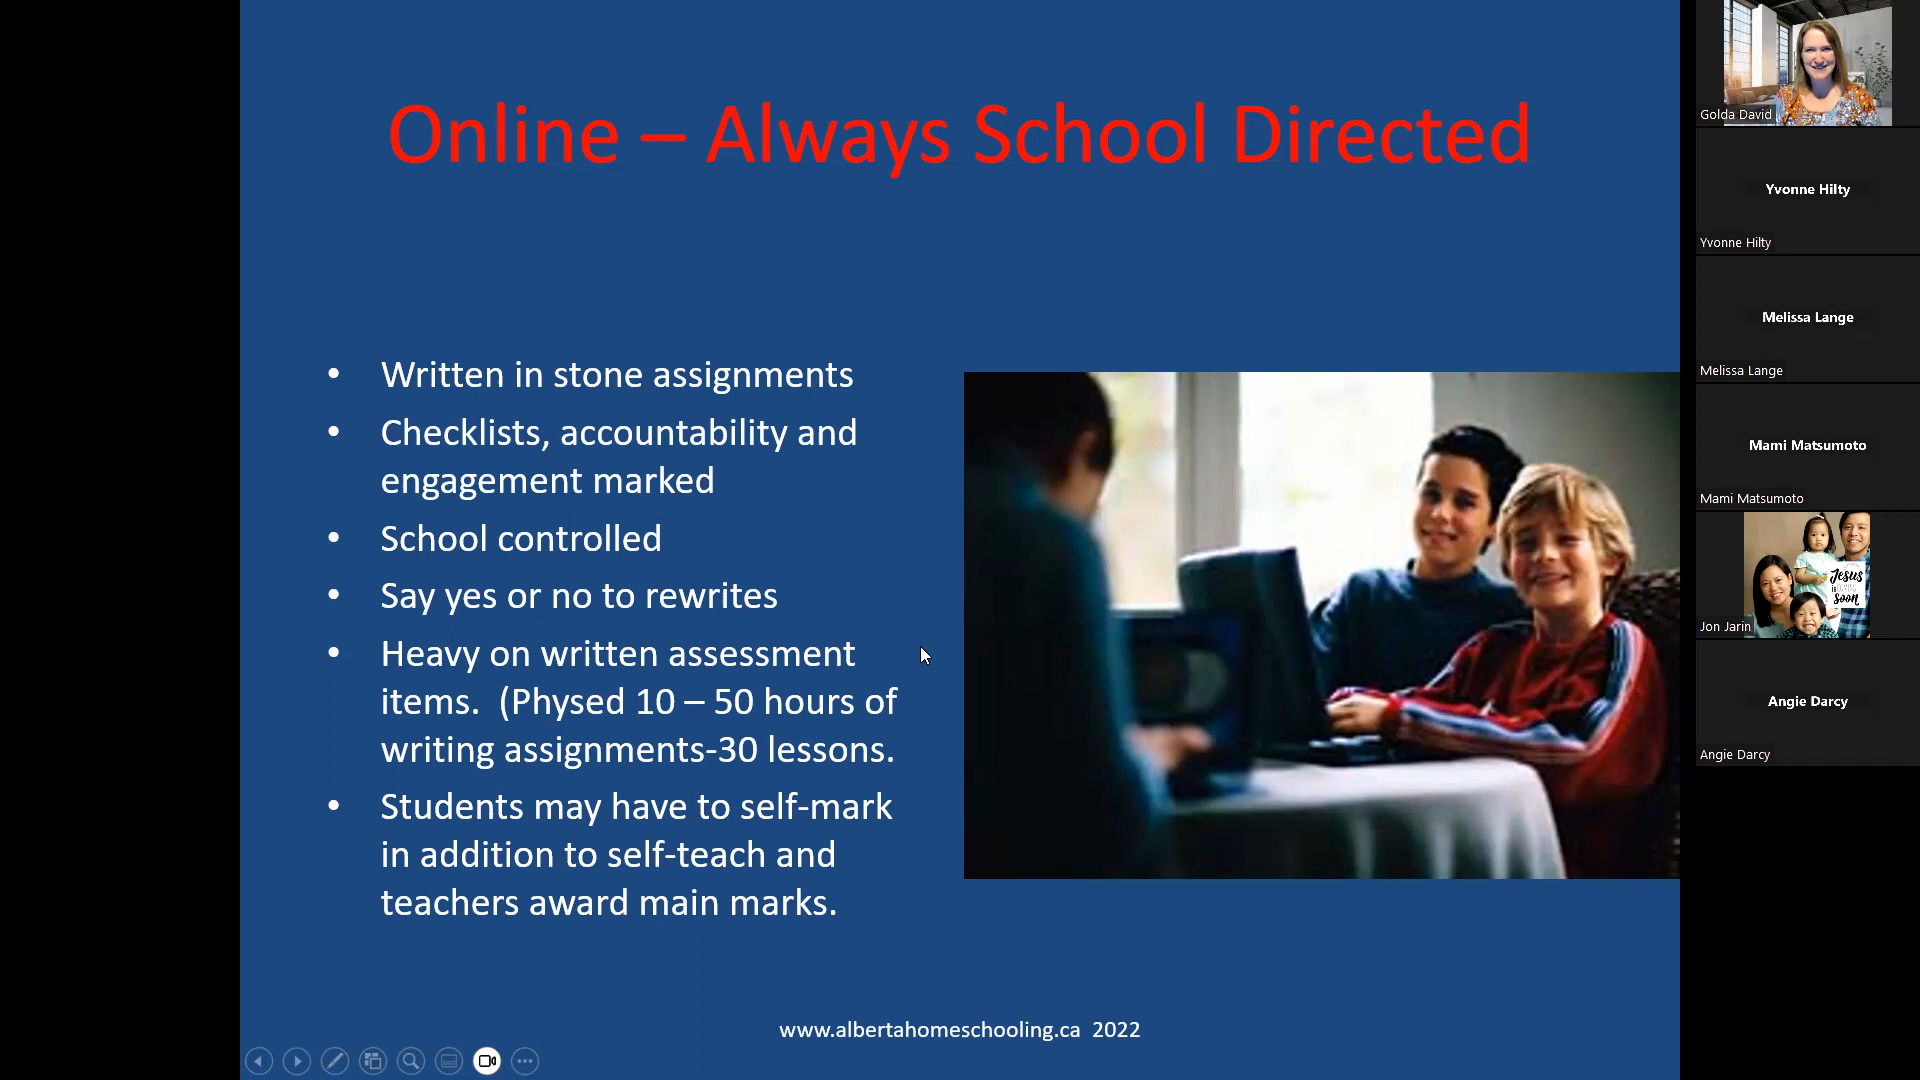 Online – Always School Directed
• Written in stone assignments
• Checklists, accountability and
engagement marked
• School controlled
• Say yes or no to rewrites
• Heavy on written assessment
items.  (Physed 10 – 50 hours of
writing assignments-30 lessons.
• Students may have to self-mark
in addition to self-teach and
teachers award main marks.
www.albertahomeschooling.ca  2022
Golda David
Yvonne Hilty
Yvonne Hilty
Melissa Lange
Melissa Lange
Mami Matsumoto
Mami Matsumoto
Jesus
soon
Jon Jarin
Angie Darcy
Angie Darcy